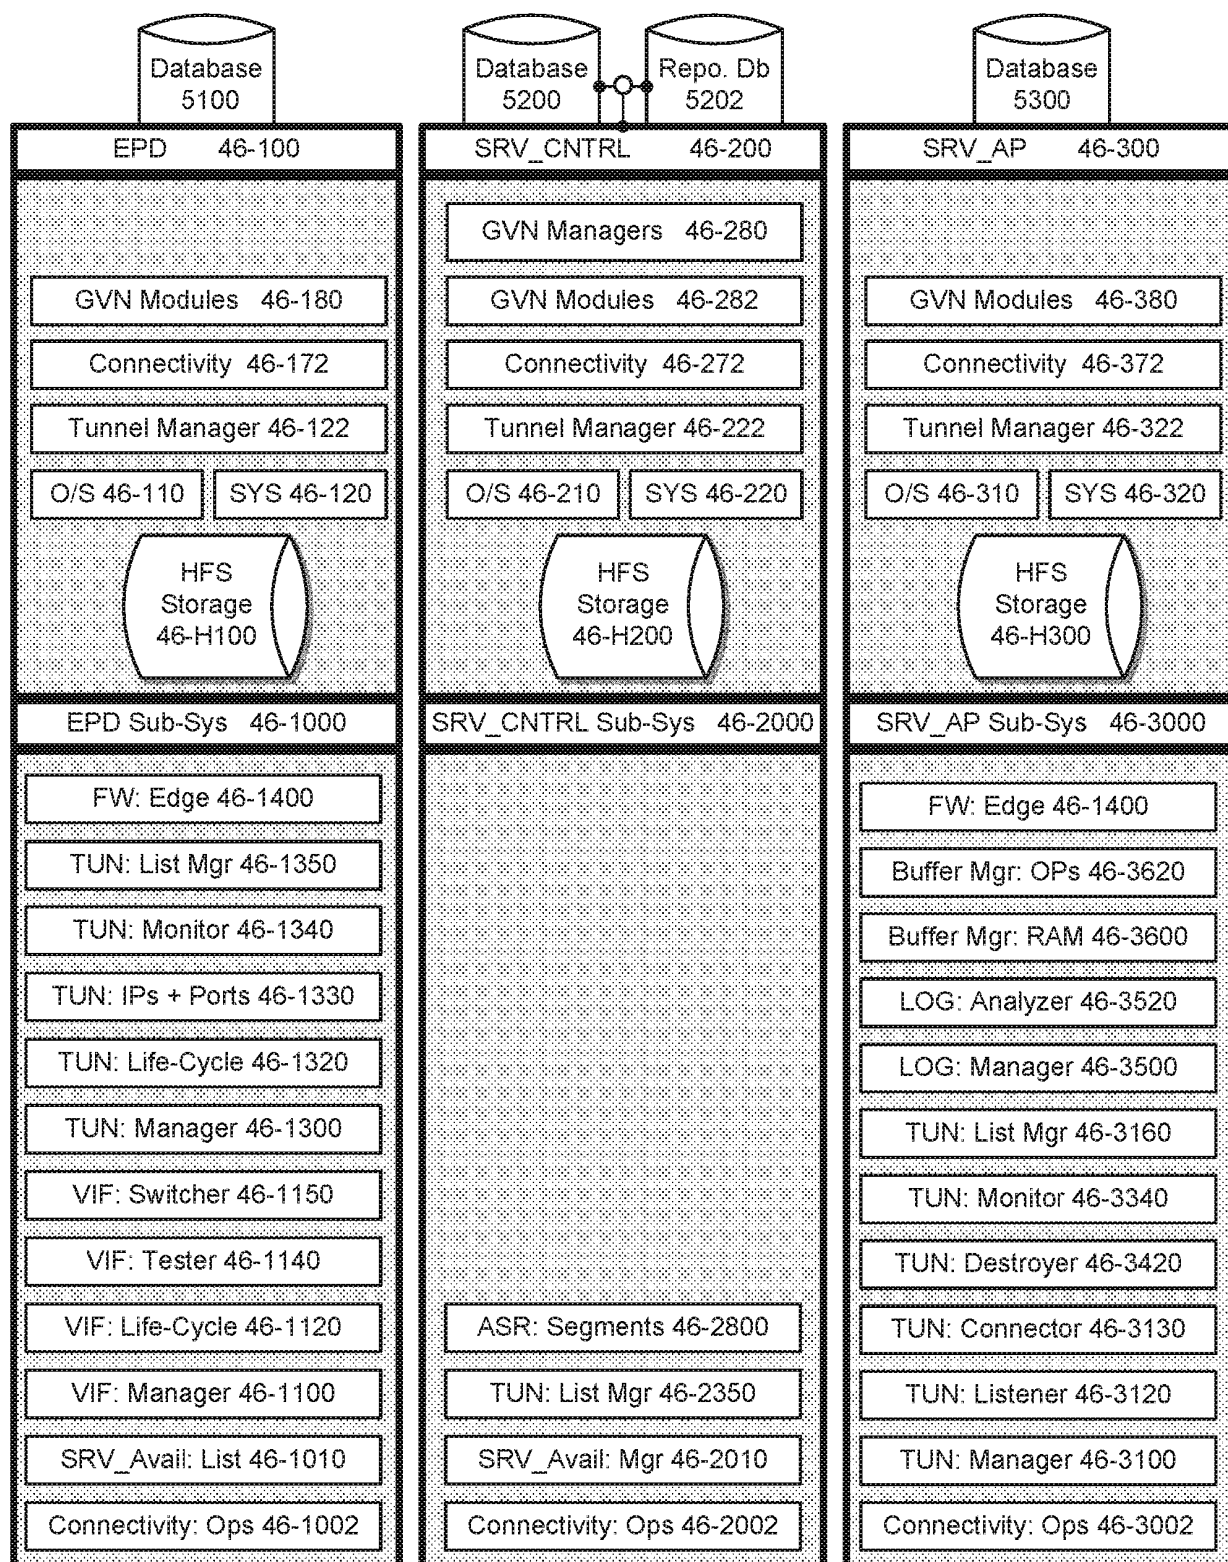 Database
5100
Database
5200
Repo. Db
5202
Database
5300
EPD 46-100
SRV_CNTRL 46-200
SRV_AP 46-300
GVN Managers 46-280
GVN Modules 46-180
GVN Modules 46-282
GVN Modules 46-380
Connectivity 46-172
Connectivity 46-272
Connectivity 46-372
Tunnel Manager 46-122
Tunnel Manager 46-222
Tunnel Manager 46-322
O/S 46-110
SYS 46-120
O/S 46-210
SYS 46-220
O/S 46-310
SYS 46-320
HFS
Storage
46-H100
HFS
Storage
46-H200
HFS
Storage
46-H300
EPD Sub-Sys 46-1000
SRV_CNTRL Sub-Sys 46-2000
SRV_AP Sub-Sys 46-3000
FW: Edge 46-1400
TUN: List Mgr 46-1350
TUN: Monitor 46-1340
TUN: IPs + Ports 46-1330
TUN: Life-Cycle 46-1320
TUN: Manager 46-1300
VIF: Switcher 46-1150
VIF: Tester 46-1140
VIF: Life-Cycle 46-1120
VIF: Manager 46-1100
SRV_Avail: List 46-1010
Connectivity: Ops 46-1002
ASR: Segments 46-2800
TUN: List Mgr 46-2350
SRV_Avail: Mgr 46-2010
Connectivity: Ops 46-2002
FW: Edge 46-1400
Buffer Mgr: OPs 46-3620
Buffer Mgr: RAM 46-3600
LOG: Analyzer 46-3520
LOG: Manager 46-3500
TUN: List Mgr 46-3160
TUN: Monitor 46-3340
TUN: Destroyer 46-3420
TUN: Connector 46-3130
TUN: Listener 46-3120
TUN: Manager 46-3100
Connectivity: Ops 46-3002